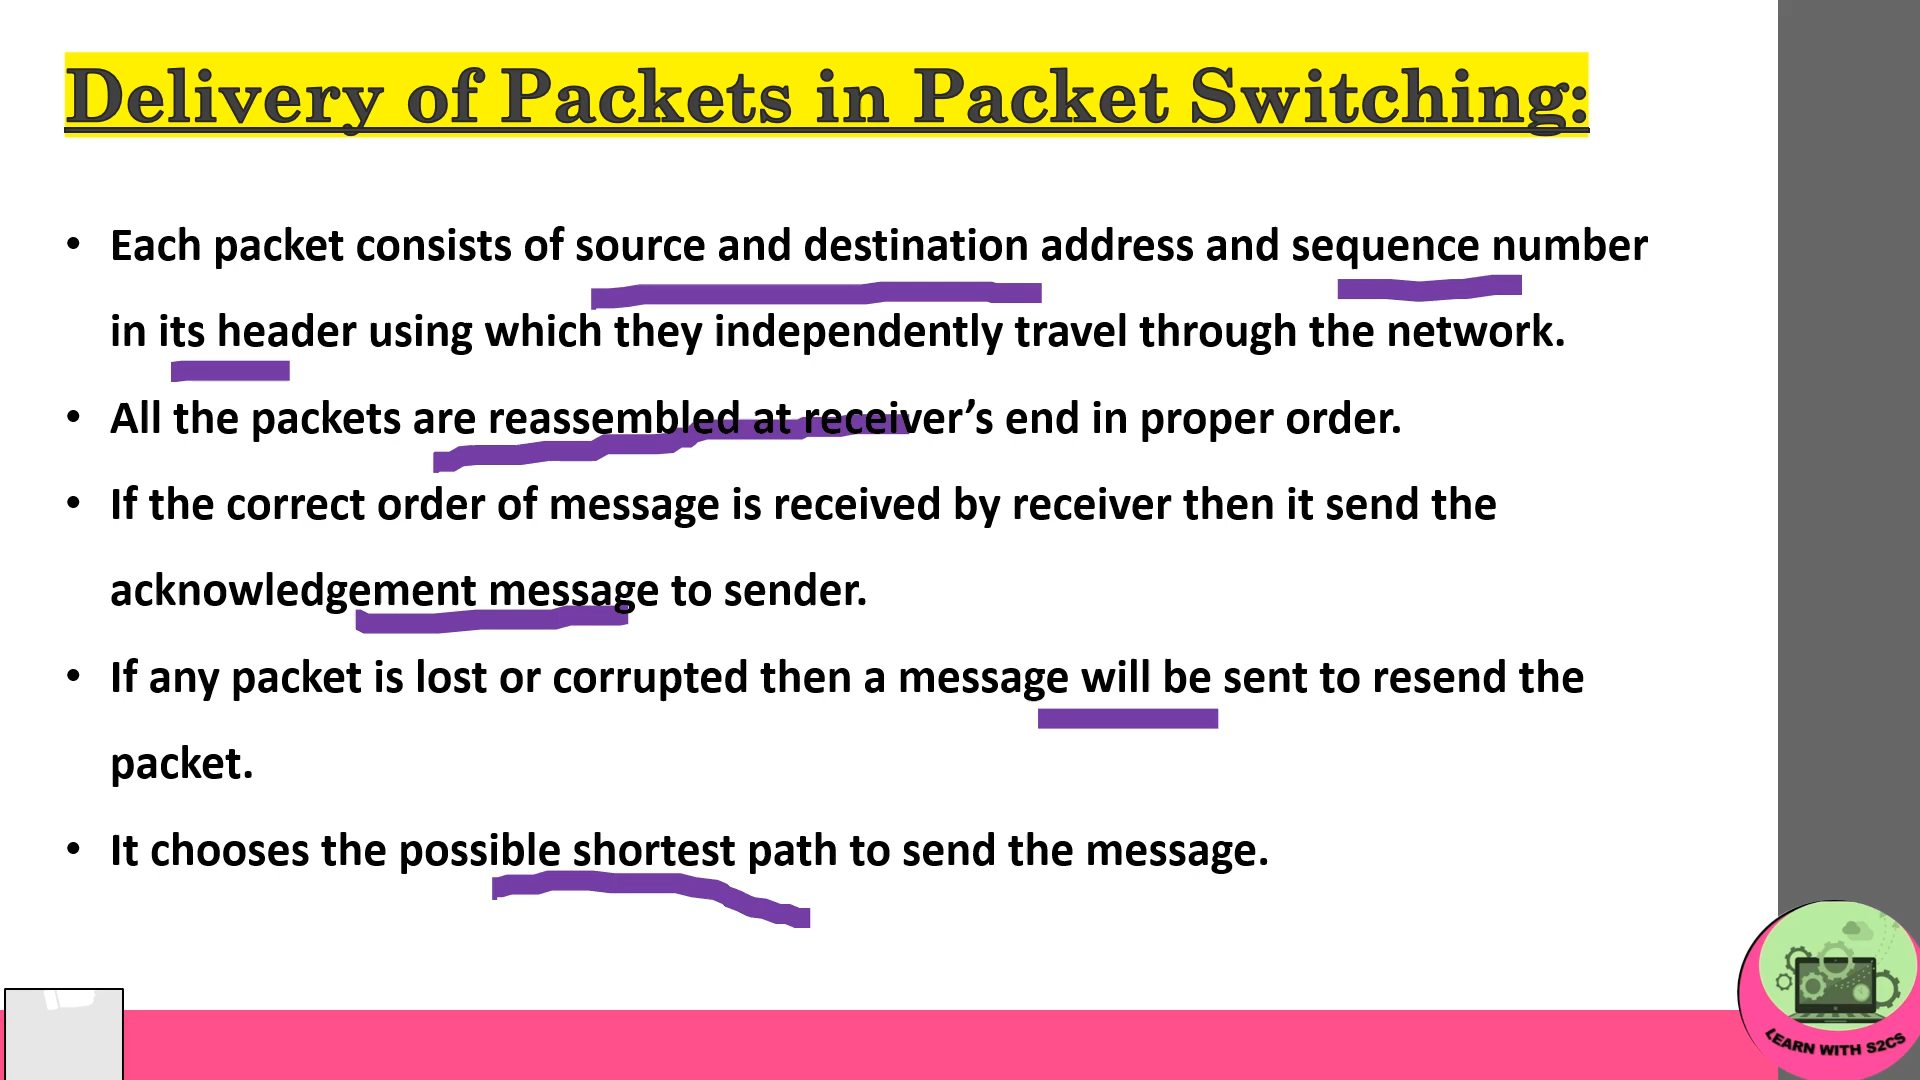 Delivery of Packets in Packet Switching:
• Each packet consists of source and destination address and sequence number
in its header using which they independently travel through the network.
• All the packets are reassembled at receiver’s end in proper order.
• If the correct order of message is received by receiver then it send the
acknowledgement message to sender.
• If any packet is lost or corrupted then a message will be sent to resend the
packet.
• It chooses the possible shortest path to send the message.
LEARN WITH S2CS